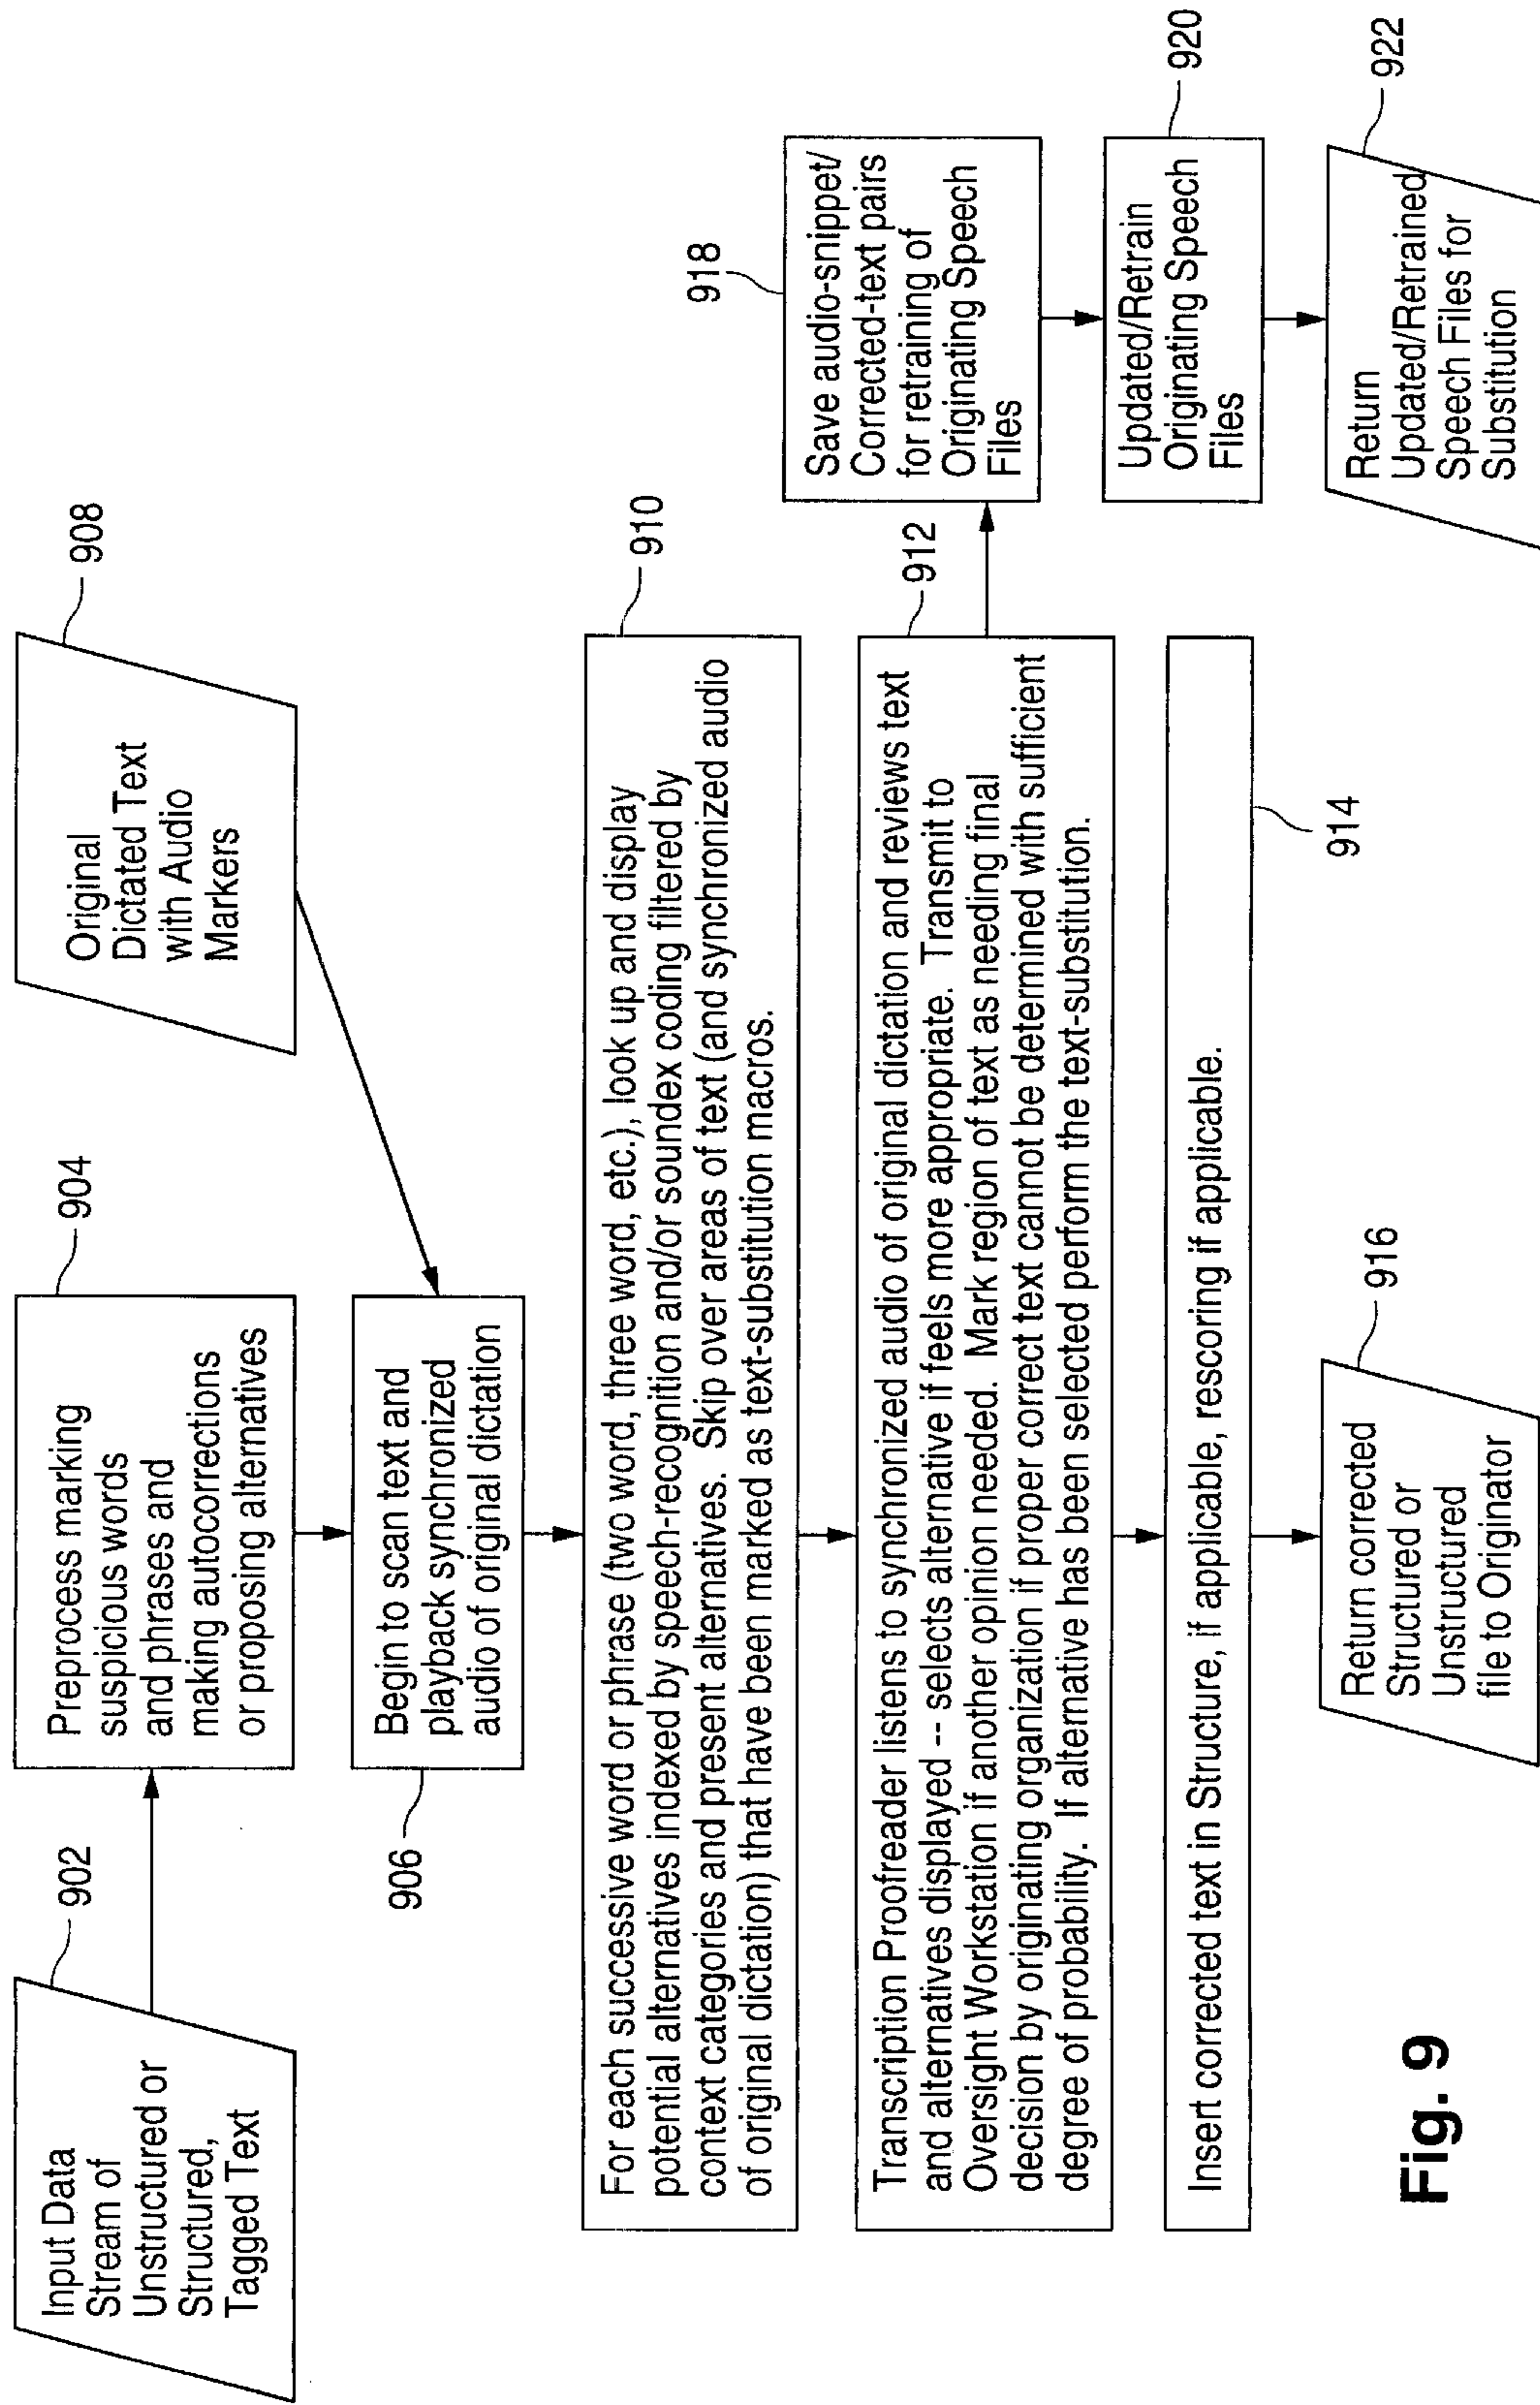 902
Input Data
Stream of
Unstructured or
Structured,
Tagged Text
904
Preprocess marking
suspicious words
and phrases and
making autocorrections
or proposing alternatives
908
Original
Dictated Text
with Audio
Markers
906
Begin to scan text and
playback synchronized
audio of original dictation
910
For each successive word or phrase (two word, three word, etc.), look up and display
potential alternatives indexed by speech-recognition and/or soundex coding filtered by
context categories and present alternatives. Skip over areas of text (and synchronized audio
of original dictation) that have been marked as text-substitution macros.
912
Transcription Proofreader listens to synchronized audio of original dictation and reviews text
and alternatives displayed -- selects alternative if feels more appropriate. Transmit to
Oversight Workstation if another opinion needed. Mark region of text as needing final
decision by originating organization if proper correct text cannot be determined with sufficient
degree of probability. If alternative has been selected perform the text-substitution.
918
Save audio-snippet/
Corrected-text pairs
for retraining of
Originating Speech
Files
920
Updated/Retrain
Originating Speech
Files
922
Return
Updated/Retrained
Speech Files for
Substitution
Insert corrected text in Structure, if applicable, rescoring if applicable.
914
916
Return corrected
Structured or
Unstructured
file to Originator
Fig. 9